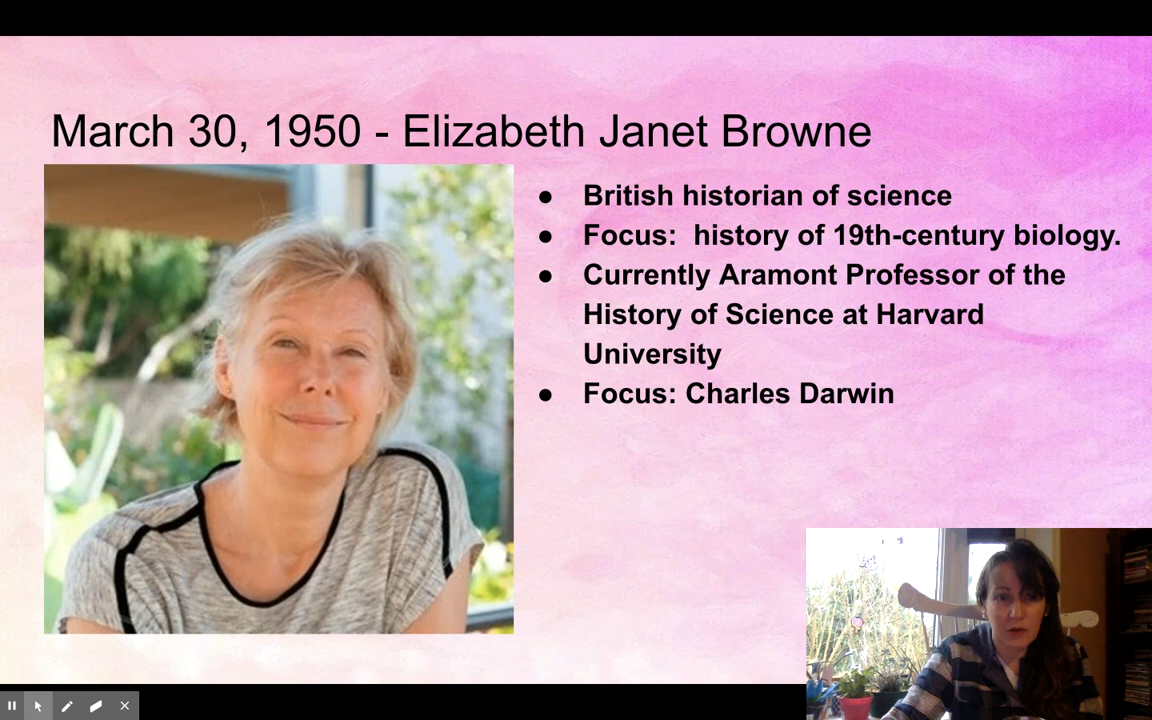 March 30, 1950 - Elizabeth Janet Browne
● British historian of science
● Focus:  history of 19th-century biology.
● Currently Aramont Professor of the
History of Science at Harvard
University
● Focus: Charles Darwin